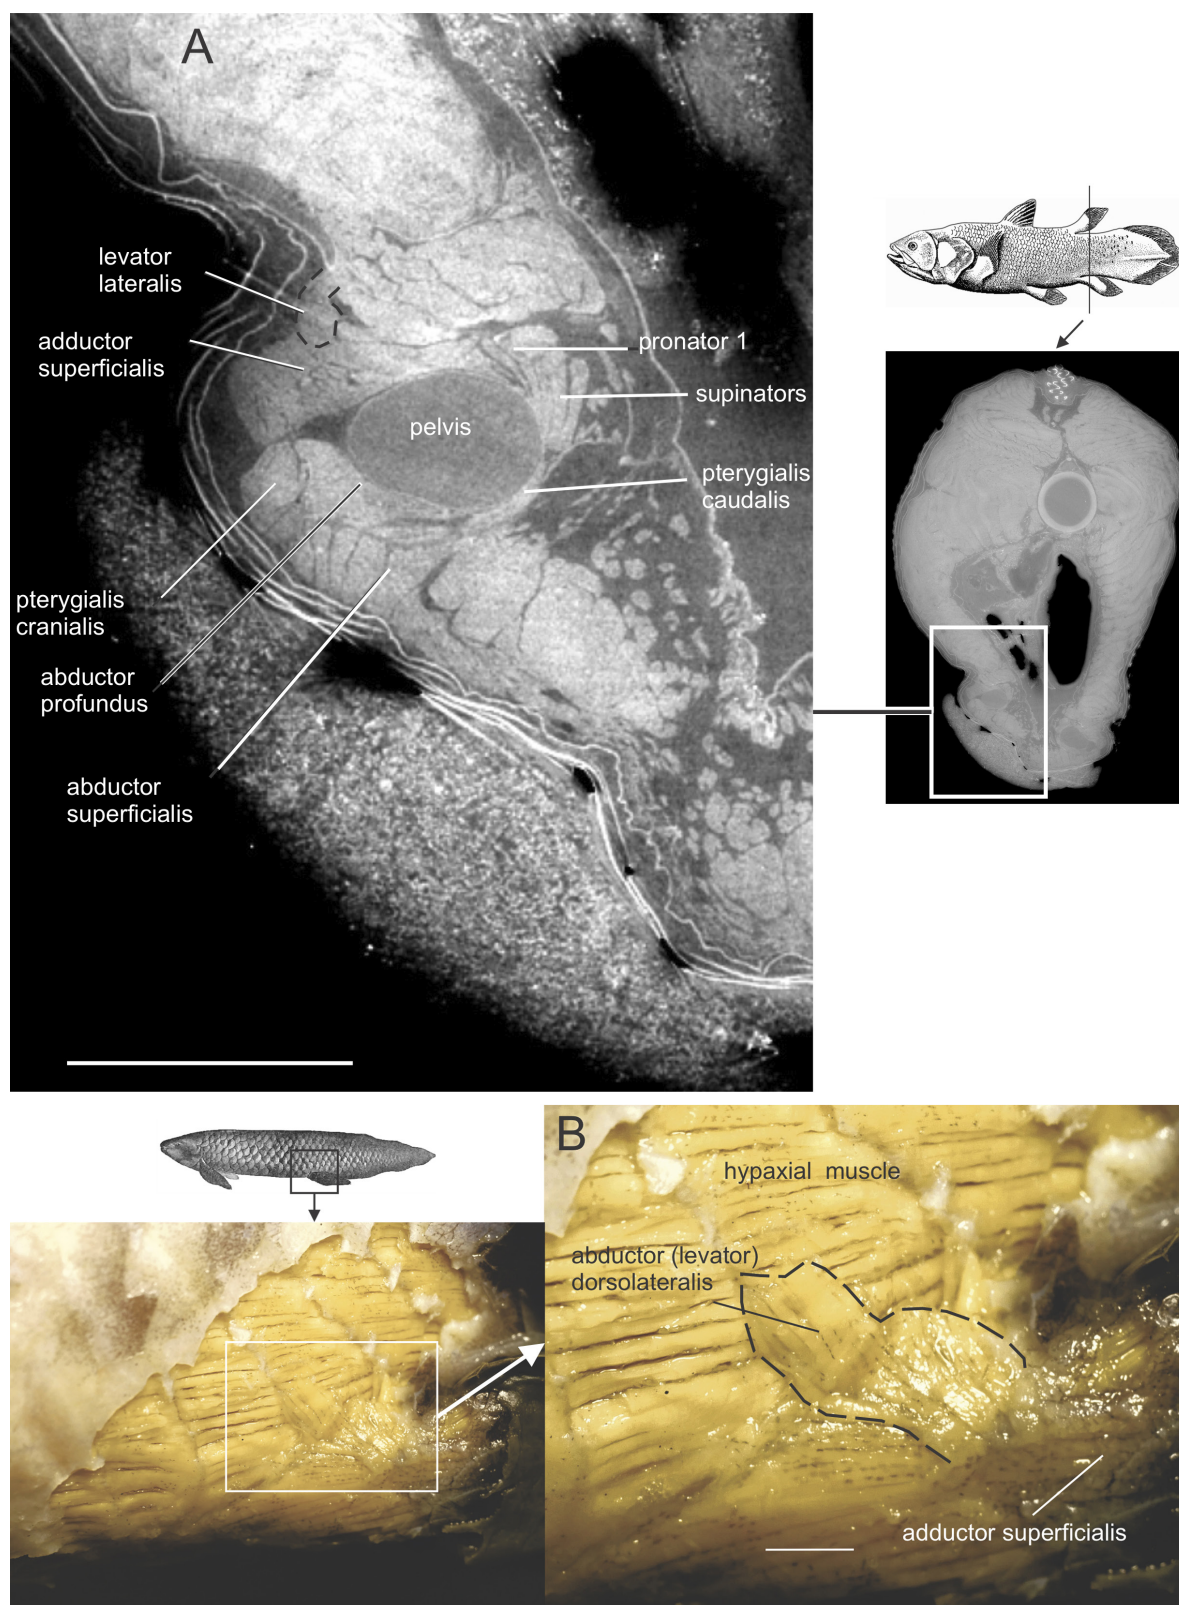 A
levator
lateralis
adductor
superficialis
pronator 1
supinators
pelvis
pterygialis
caudalis
pterygialis
cranialis
abductor
profundus
abductor
superficialis
B
hypaxial muscle
abductor (levator)
dorsolateralis
adductor superficialis